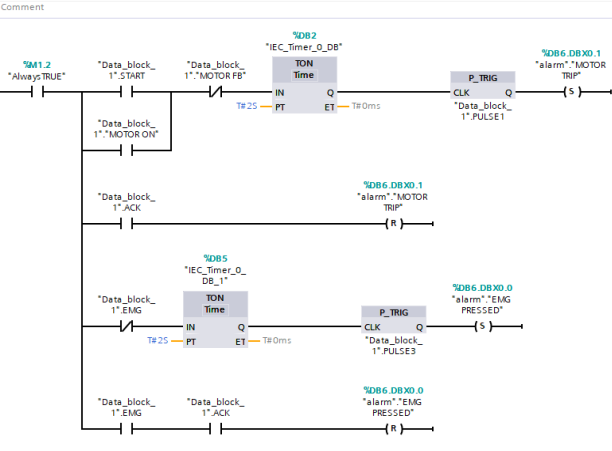 Comment
%DB2
"IEC_Timer_0_DB"
%DB6.DBX0.1
%M1.2
"AlwaysTRUE"
"Data_block_
1".START
"Data_block_
1"."MOTOR FB"
TON
Time
"alarm"."MOTOR
TRIP"
P_TRIG
IN Q
CLK Q
( S )
T#2S PT ET T#0ms
"Data_block_
1".PULSE1
"Data_block_
1"."MOTOR ON"
%DB6.DBX0.1
"Data_block_
1".ACK
"alarm"."MOTOR
TRIP"
( R )
%DB5
"IEC_Timer_0_
DB_1"
%DB6.DBX0.0
"Data_block_
1".EMG
TON
Time
"alarm"."EMG
PRESSED"
P_TRIG
IN Q
CLK Q
( S )
T#2S PT ET T#0ms
"Data_block_
1".PULSE3
%DB6.DBX0.0
"Data_block_
1".EMG
"Data_block_
1".ACK
"alarm"."EMG
PRESSED"
( R )